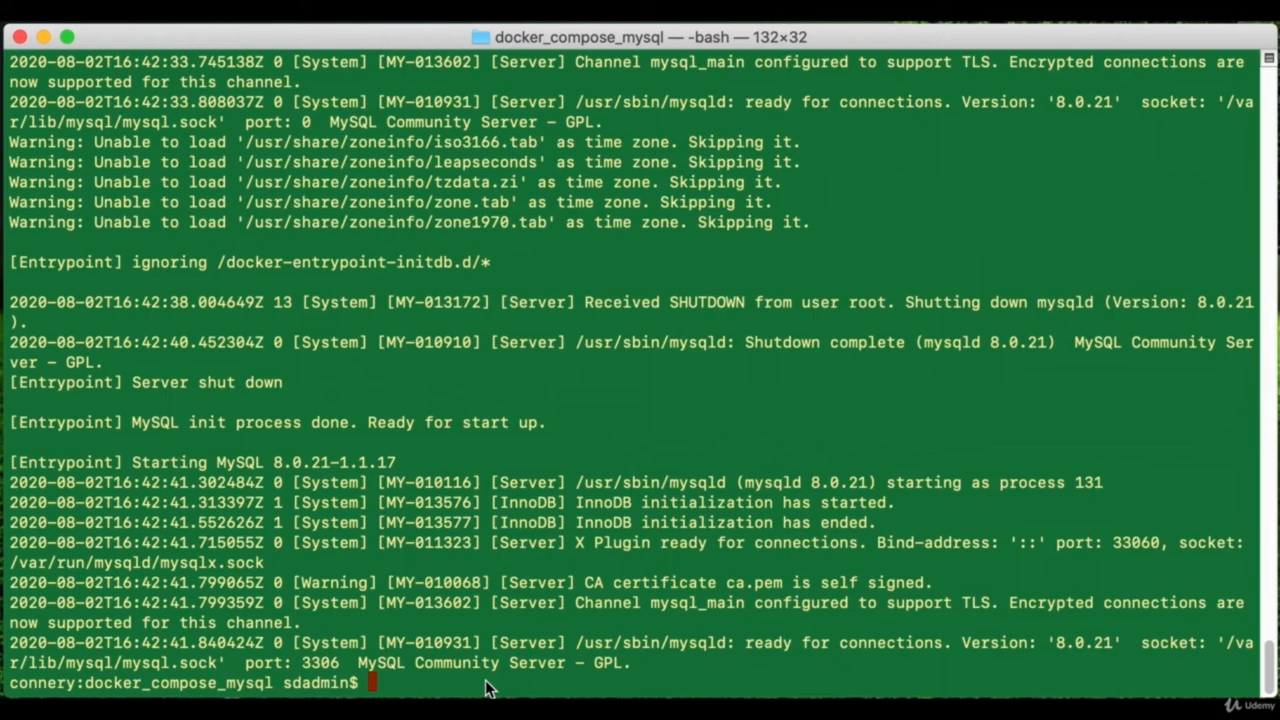 docker_compose_mysql — -bash — 132×32
2020-08-02T16:42:33.745138Z 0 [System] [MY-013602] [Server] Channel mysql_main configured to support TLS. Encrypted connections are
now supported for this channel.
2020-08-02T16:42:33.808037Z 0 [System] [MY-010931] [Server] /usr/sbin/mysqld: ready for connections. Version: '8.0.21'  socket: '/va
r/lib/mysql/mysql.sock'  port: 0  MySQL Community Server – GPL.
Warning: Unable to load '/usr/share/zoneinfo/iso3166.tab' as time zone. Skipping it.
Warning: Unable to load '/usr/share/zoneinfo/leapseconds' as time zone. Skipping it.
Warning: Unable to load '/usr/share/zoneinfo/tzdata.zi' as time zone. Skipping it.
Warning: Unable to load '/usr/share/zoneinfo/zone.tab' as time zone. Skipping it.
Warning: Unable to load '/usr/share/zoneinfo/zone1970.tab' as time zone. Skipping it.
[Entrypoint] ignoring /docker-entrypoint-initdb.d/*
2020-08-02T16:42:38.004649Z 13 [System] [MY-013172] [Server] Received SHUTDOWN from user root. Shutting down mysqld (Version: 8.0.21
).
2020-08-02T16:42:40.452304Z 0 [System] [MY-010910] [Server] /usr/sbin/mysqld: Shutdown complete (mysqld 8.0.21)  MySQL Community Ser
ver – GPL.
[Entrypoint] Server shut down
[Entrypoint] MySQL init process done. Ready for start up.
[Entrypoint] Starting MySQL 8.0.21-1.1.17
2020-08-02T16:42:41.302484Z 0 [System] [MY-010116] [Server] /usr/sbin/mysqld (mysqld 8.0.21) starting as process 131
2020-08-02T16:42:41.313397Z 1 [System] [MY-013576] [InnoDB] InnoDB initialization has started.
2020-08-02T16:42:41.552626Z 1 [System] [MY-013577] [InnoDB] InnoDB initialization has ended.
2020-08-02T16:42:41.715055Z 0 [System] [MY-011323] [Server] X Plugin ready for connections. Bind-address: '::' port: 33060, socket:
/var/run/mysqld/mysqlx.sock
2020-08-02T16:42:41.799065Z 0 [Warning] [MY-010068] [Server] CA certificate ca.pem is self signed.
2020-08-02T16:42:41.799359Z 0 [System] [MY-013602] [Server] Channel mysql_main configured to support TLS. Encrypted connections are
now supported for this channel.
2020-08-02T16:42:41.840424Z 0 [System] [MY-010931] [Server] /usr/sbin/mysqld: ready for connections. Version: '8.0.21'  socket: '/va
r/lib/mysql/mysql.sock'  port: 3306  MySQL Community Server – GPL.
connery:docker_compose_mysql sdadmin$
Udemy